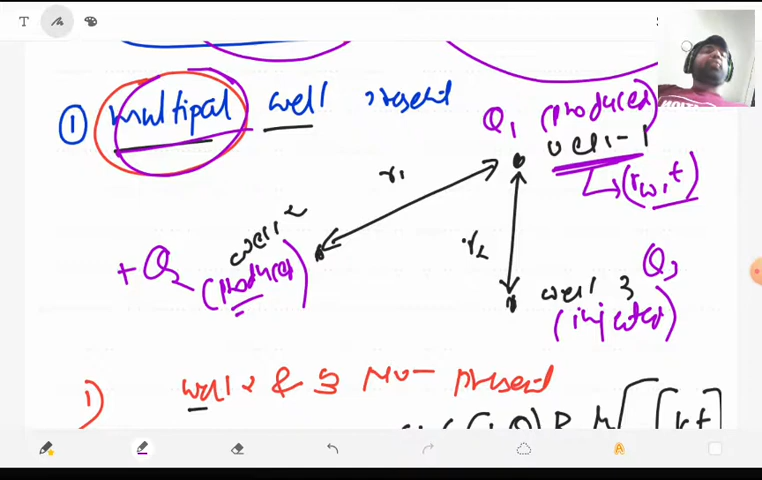 ① multipal well present
Q1 (produced)
well-1
r1
(rw, t)
well 2
r2
+Q2
(produced)
well 3
Q3
(injected)
1) well 2 & 3 Not present